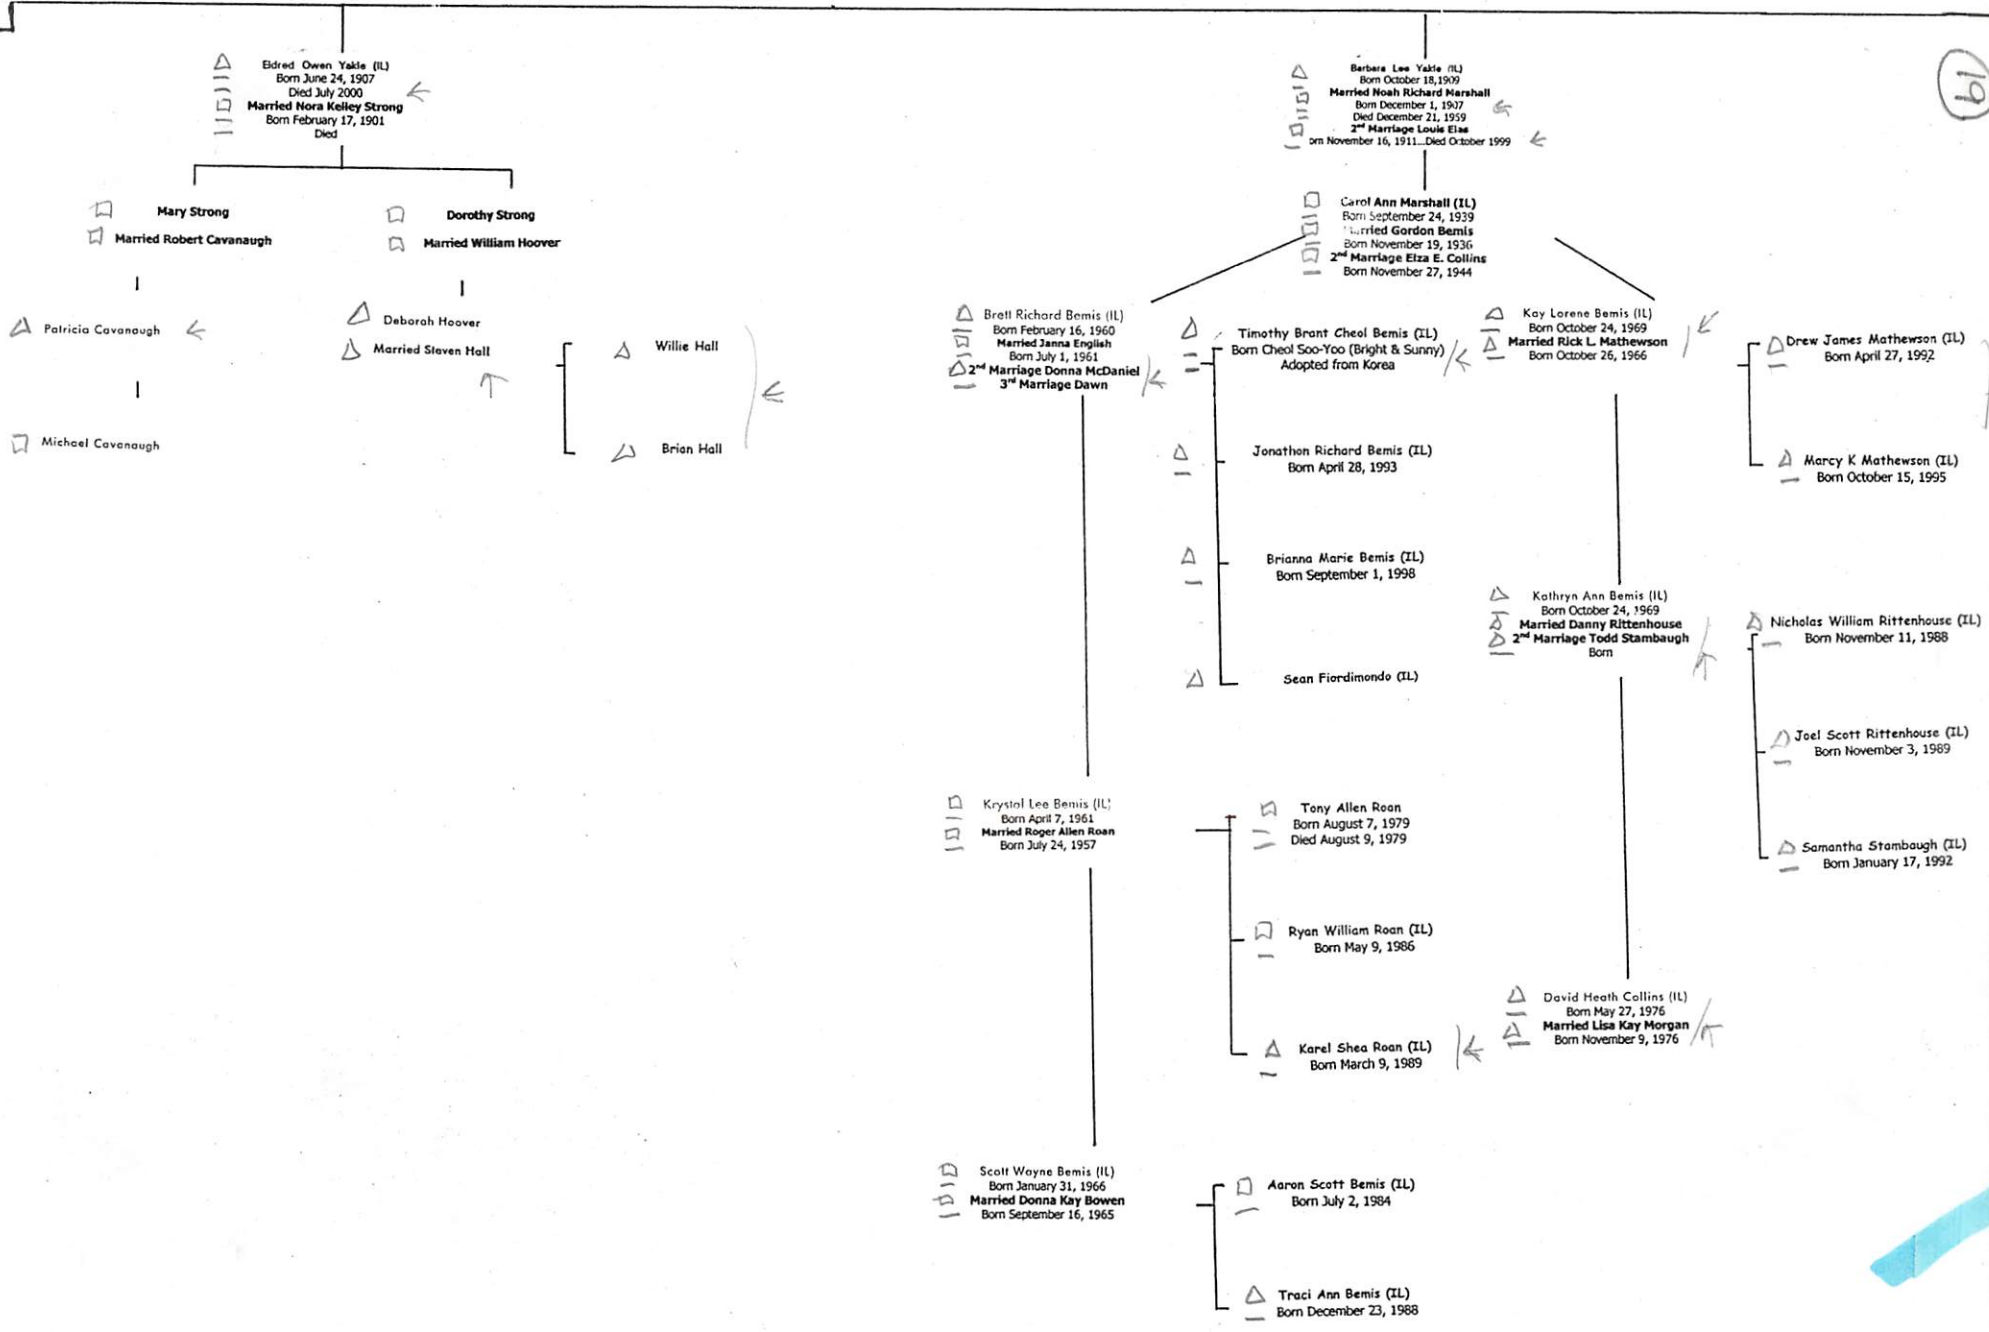 19
Eldred Owen Yakle (IL)
Born June 24, 1907
Died July 2000
Married Nora Kelley Strong
Born February 17, 1901
Died
Mary Strong
Married Robert Cavanaugh
Patricia Cavanaugh
Michael Cavanaugh
Dorothy Strong
Married William Hoover
Deborah Hoover
Married Steven Hall
Willie Hall
Brian Hall
Barbara Lee Yakle (IL)
Born October 18,1909
Married Noah Richard Marshall
Born December 1, 1907
Died December 21, 1959
2nd Marriage Louis Elas
orn November 16, 1911...Died October 1999
Carol Ann Marshall (IL)
Born September 24, 1939
Married Gordon Bemis
Born November 19, 1936
2nd Marriage Elza E. Collins
Born November 27, 1944
Brett Richard Bemis (IL)
Born February 16, 1960
Married Janna English
Born July 1, 1961
2nd Marriage Donna McDaniel
3rd Marriage Dawn
Timothy Brant Cheol Bemis (IL)
Born Cheol Soo-Yoo (Bright & Sunny)
Adopted from Korea
Jonathon Richard Bemis (IL)
Born April 28, 1993
Brianna Marie Bemis (IL)
Born September 1, 1998
Sean Fiordimondo (IL)
Krystal Lee Bemis (IL)
Born April 7, 1961
Married Roger Allen Roan
Born July 24, 1957
Tony Allen Roan
Born August 7, 1979
Died August 9, 1979
Ryan William Roan (IL)
Born May 9, 1986
Karel Shea Roan (IL)
Born March 9, 1989
Scott Wayne Bemis (IL)
Born January 31, 1966
Married Donna Kay Bowen
Born September 16, 1965
Aaron Scott Bemis (IL)
Born July 2, 1984
Traci Ann Bemis (IL)
Born December 23, 1988
Kay Lorene Bemis (IL)
Born October 24, 1969
Married Rick L. Mathewson
Born October 26, 1966
Drew James Mathewson (IL)
Born April 27, 1992
Marcy K Mathewson (IL)
Born October 15, 1995
Kathryn Ann Bemis (IL)
Born October 24, 1969
Married Danny Rittenhouse
2nd Marriage Todd Stambaugh
Born
Nicholas William Rittenhouse (IL)
Born November 11, 1988
Joel Scott Rittenhouse (IL)
Born November 3, 1989
Samantha Stambaugh (IL)
Born January 17, 1992
David Heath Collins (IL)
Born May 27, 1976
Married Lisa Kay Morgan
Born November 9, 1976